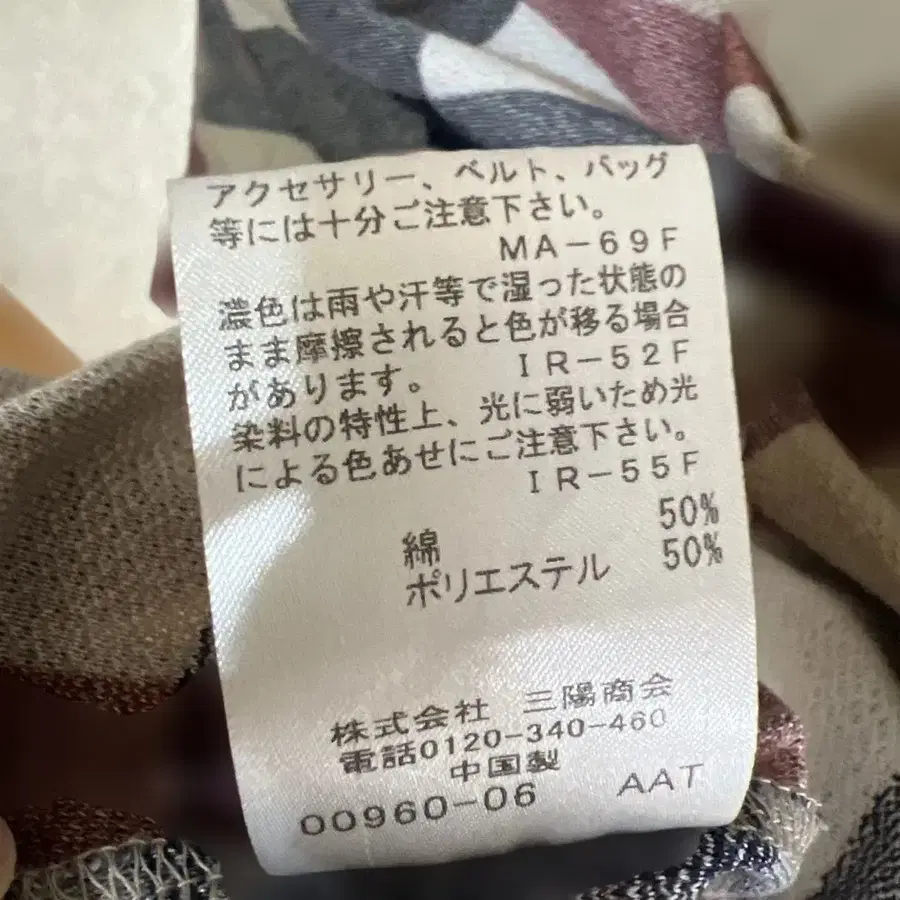 アクセサリー、ベルト、バッグ
等には十分ご注意下さい。
MA-69F
濃色は雨や汗等で湿った状態の
まま摩擦されると色が移る場合
があります。 IR-52F
染料の特性上、光に弱いため光
による色あせにご注意下さい。
IR-55F
綿 50%
ポリエステル 50%
株式会社 三陽商会
電話0120-340-460
中国製
00960-06 AAT